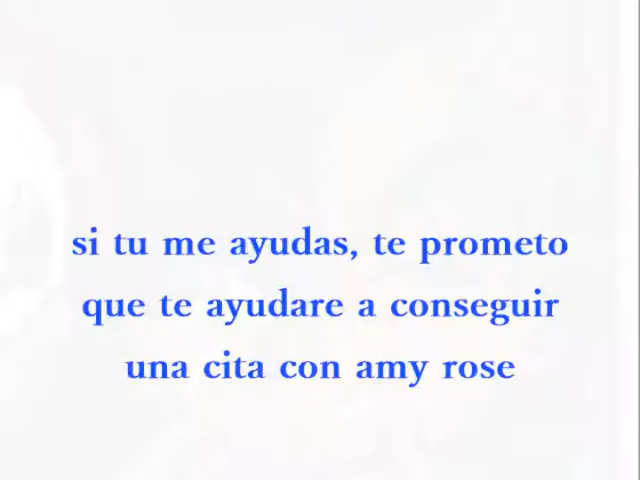 si tu me ayudas, te prometo
que te ayudare a conseguir
una cita con amy rose